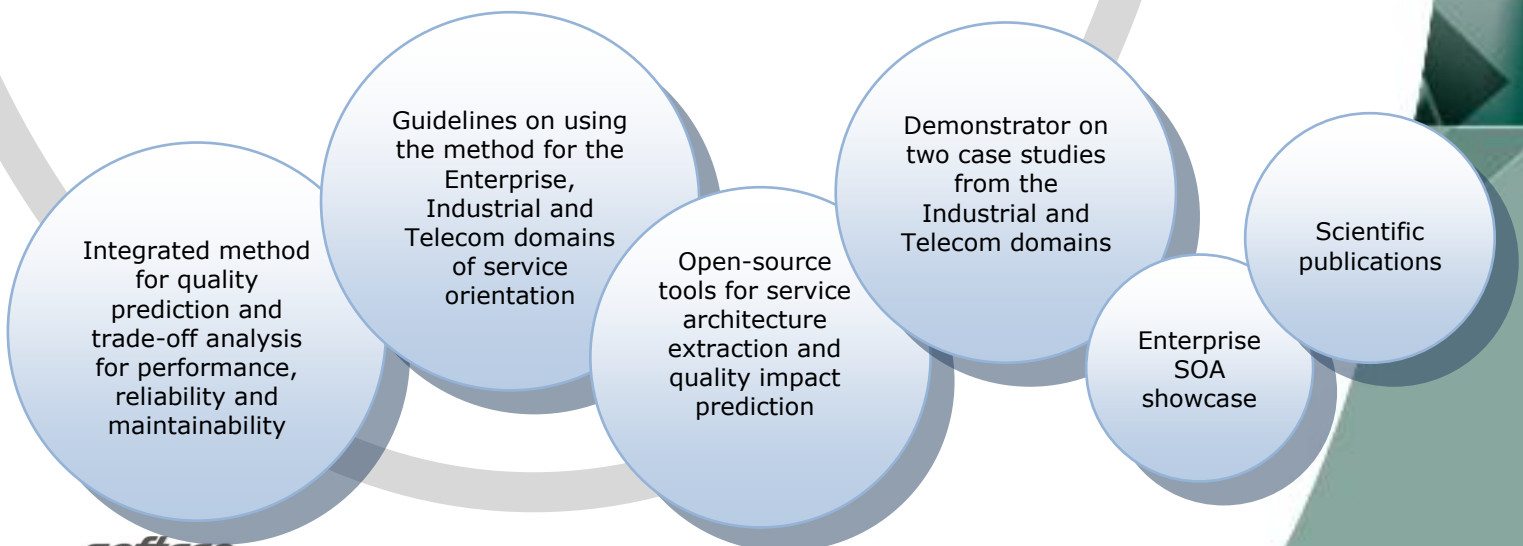 Integrated method
for quality
prediction and
trade-off analysis
for performance,
reliability and
maintainability
Guidelines on using
the method for the
Enterprise,
Industrial and
Telecom domains
of service
orientation
Open-source
tools for service
architecture
extraction and
quality impact
prediction
Demonstrator on
two case studies
from the
Industrial and
Telecom domains
Enterprise
SOA
showcase
Scientific
publications